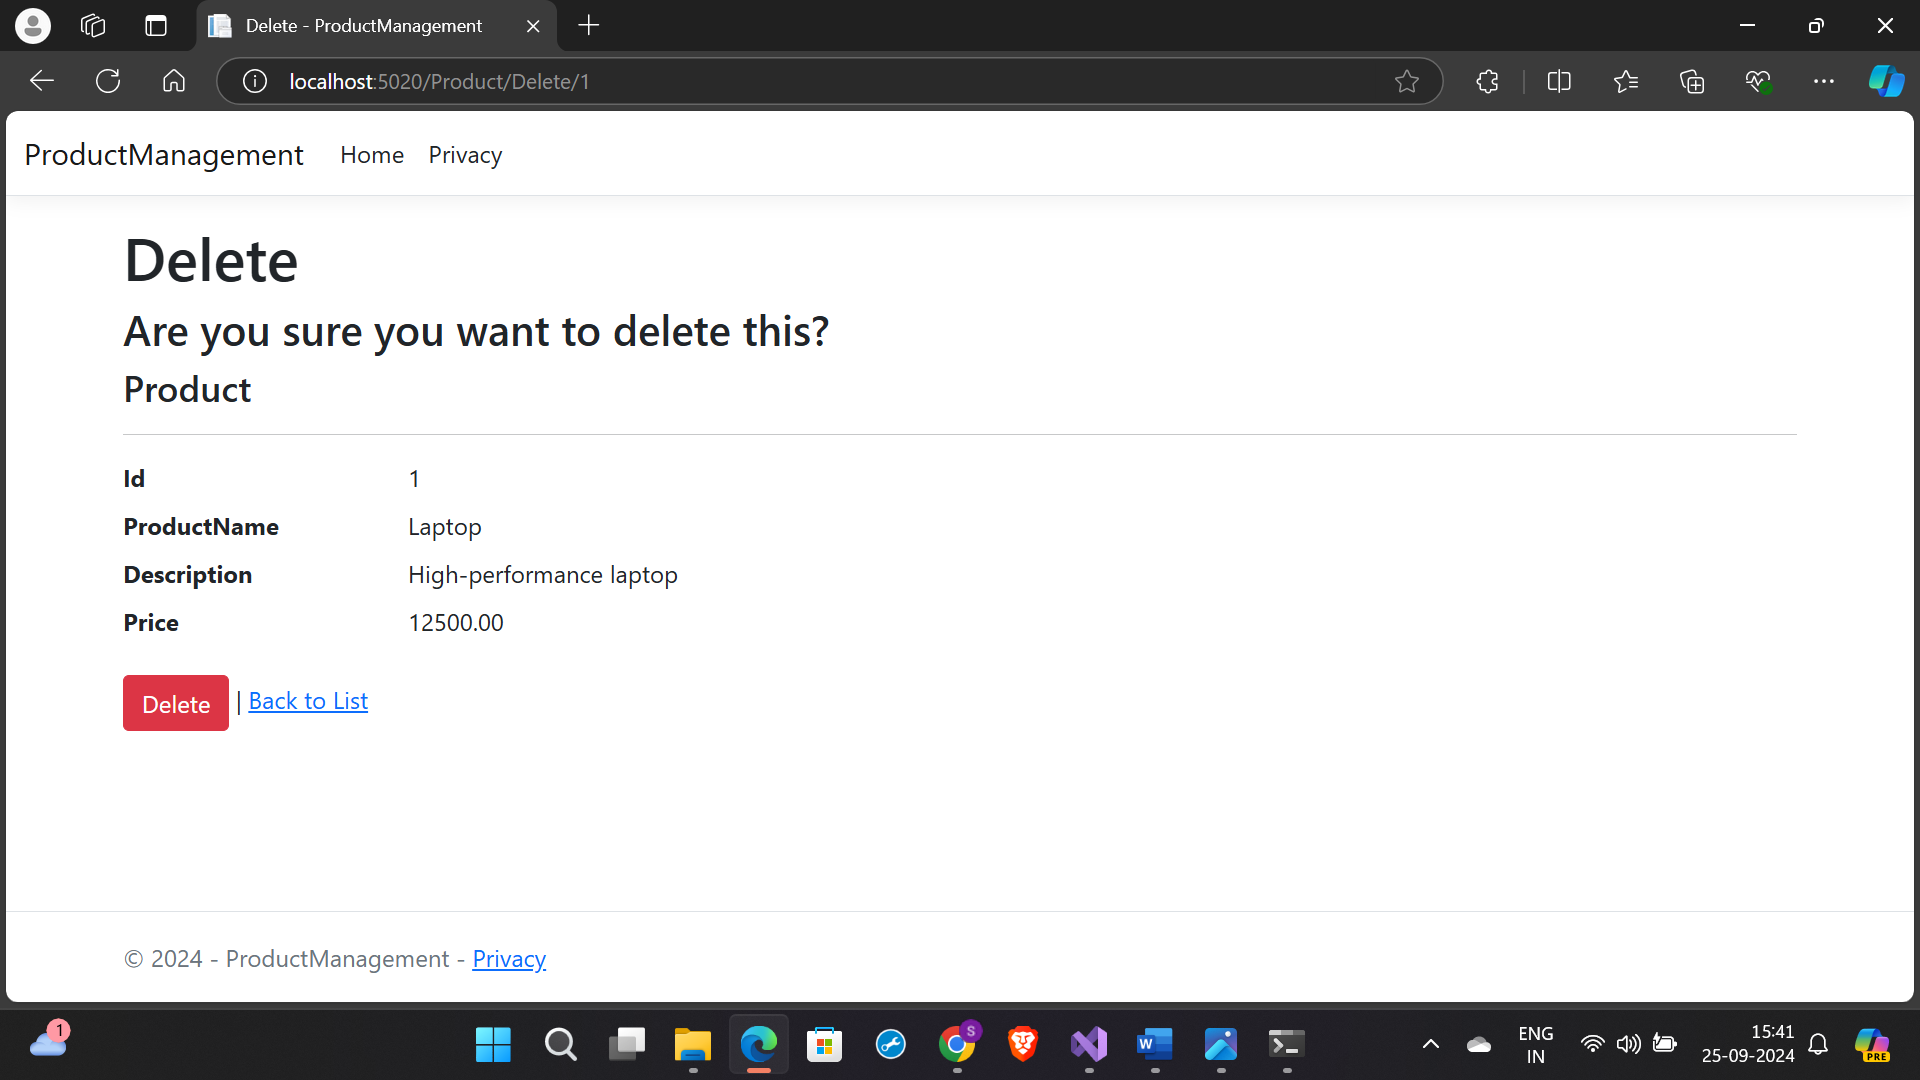 Delete - ProductManagement
localhost:5020/Product/Delete/1
ProductManagement Home Privacy
Delete
Are you sure you want to delete this?
Product
Id 1
ProductName Laptop
Description High-performance laptop
Price 12500.00
Delete | Back to List
© 2024 - ProductManagement - Privacy
1
S
W
ENG
IN
15:41
25-09-2024
PRE